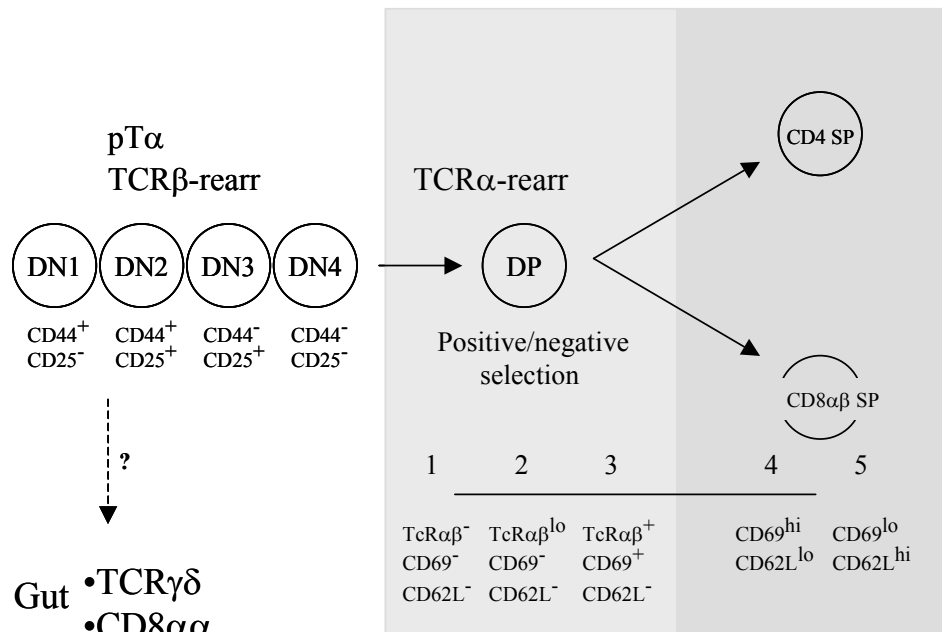 pTα
TCRβ-rearr
TCRα-rearr
CD4 SP
DN1 DN2 DN3 DN4
DP
CD44⁺ CD44⁺ CD44⁻ CD44⁻
CD25⁻ CD25⁺ CD25⁺ CD25⁻
Positive/negative
selection
CD8αβ SP
?
1 2 3 4 5
TcRαβ⁻ TcRαβˡᵒ TcRαβ⁺ CD69ʰⁱ CD69ˡᵒ
CD69⁻ CD69⁻ CD69⁺ CD62Lˡᵒ CD62Lʰⁱ
CD62L⁻ CD62L⁻ CD62L⁻
Gut •TCRγδ
•CD8αα